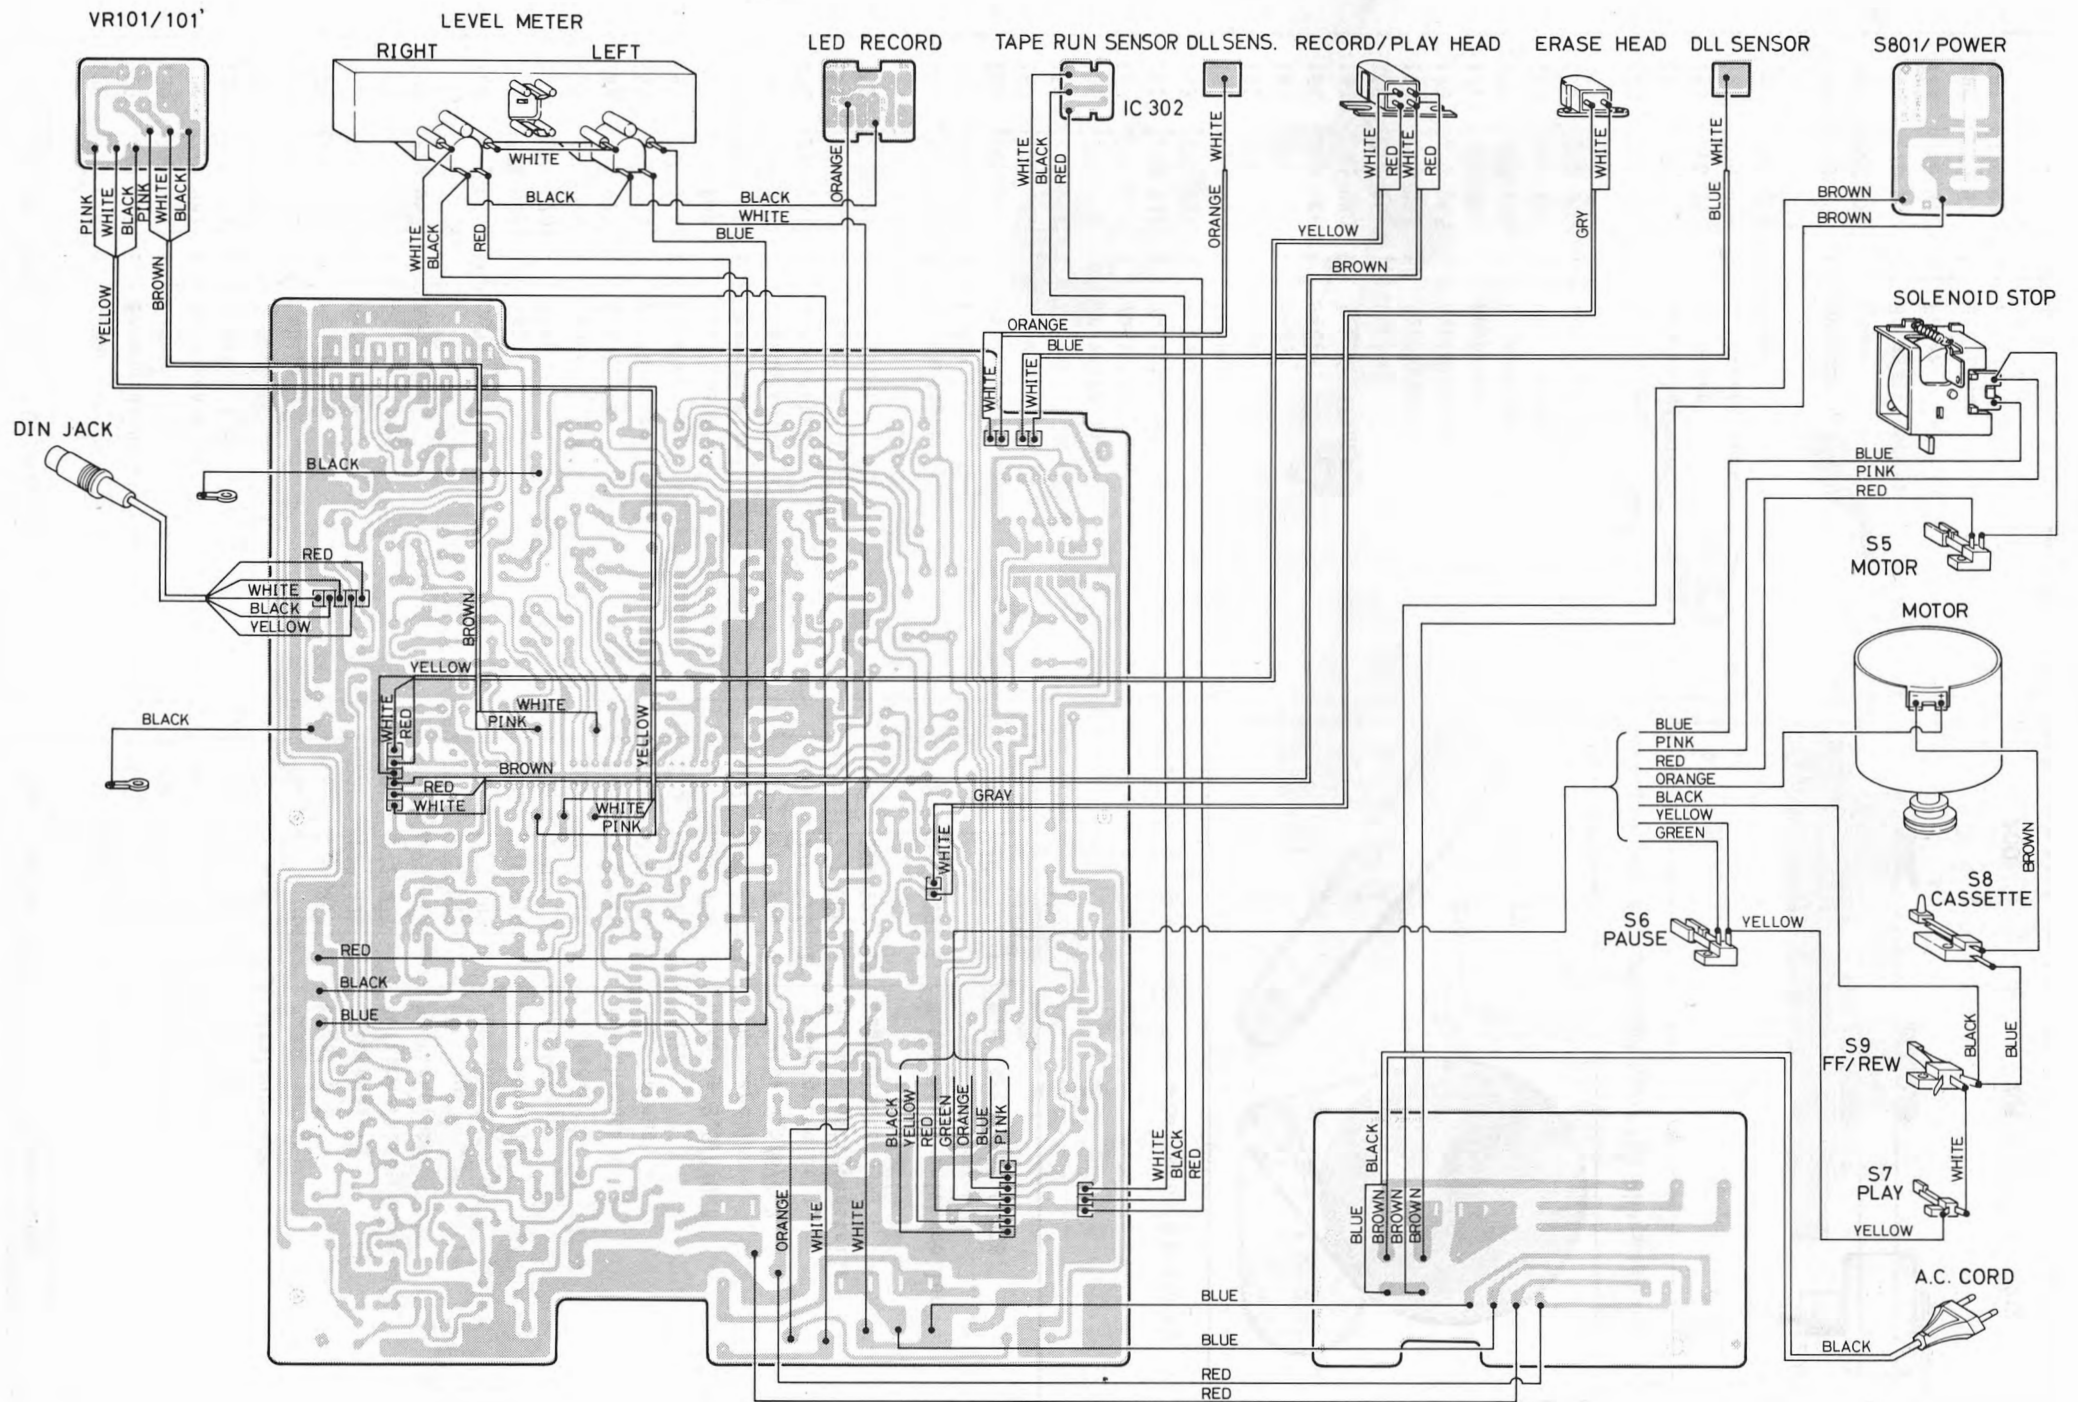 VR101/101'
LEVEL METER
RIGHT
LEFT
LED RECORD
TAPE RUN SENSOR
DLL SENS.
RECORD/PLAY HEAD
ERASE HEAD
DLL SENSOR
S801/POWER
IC 302
WHITE
BLACK
BLACK
WHITE
BLUE
ORANGE
WHITE
BLACK
RED
WHITE
ORANGE
WHITE
RED
WHITE
RED
WHITE
GRY
WHITE
BLUE
BROWN
BROWN
PINK
WHITE
BLACK
PINK
WHITE
BLACK
WHITE
BLACK
RED
YELLOW
BROWN
YELLOW
BROWN
SOLENOID STOP
ORANGE
BLUE
WHITE
WHITE
DIN JACK
BLACK
BLUE
PINK
RED
S5
MOTOR
RED
WHITE
BLACK
YELLOW
BROWN
MOTOR
YELLOW
WHITE
RED
WHITE
PINK
YELLOW
BLACK
BROWN
RED
WHITE
WHITE
PINK
GRAY
WHITE
BLUE
PINK
RED
ORANGE
BLACK
YELLOW
GREEN
BROWN
S8
CASSETTE
S6
PAUSE
YELLOW
RED
BLACK
BLUE
BLACK
BLUE
S9
FF/REW
BLACK
YELLOW
RED
GREEN
ORANGE
BLUE
PINK
WHITE
BLACK
RED
BLACK
BLUE
BROWN
BROWN
BROWN
WHITE
S7
PLAY
YELLOW
ORANGE
WHITE
WHITE
A.C. CORD
BLUE
BLUE
BLACK
RED
RED